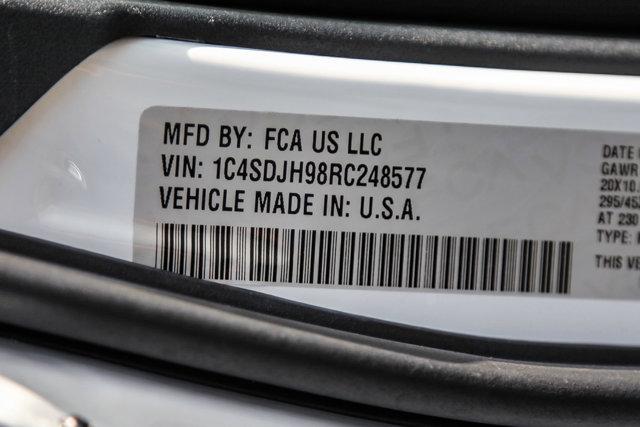 MFD BY: FCA US LLC
VIN: 1C4SDJH98RC248577
VEHICLE MADE IN: U.S.A.
DATE
GAWR
20X10.
295/45
AT 238
TYPE:
THIS VE